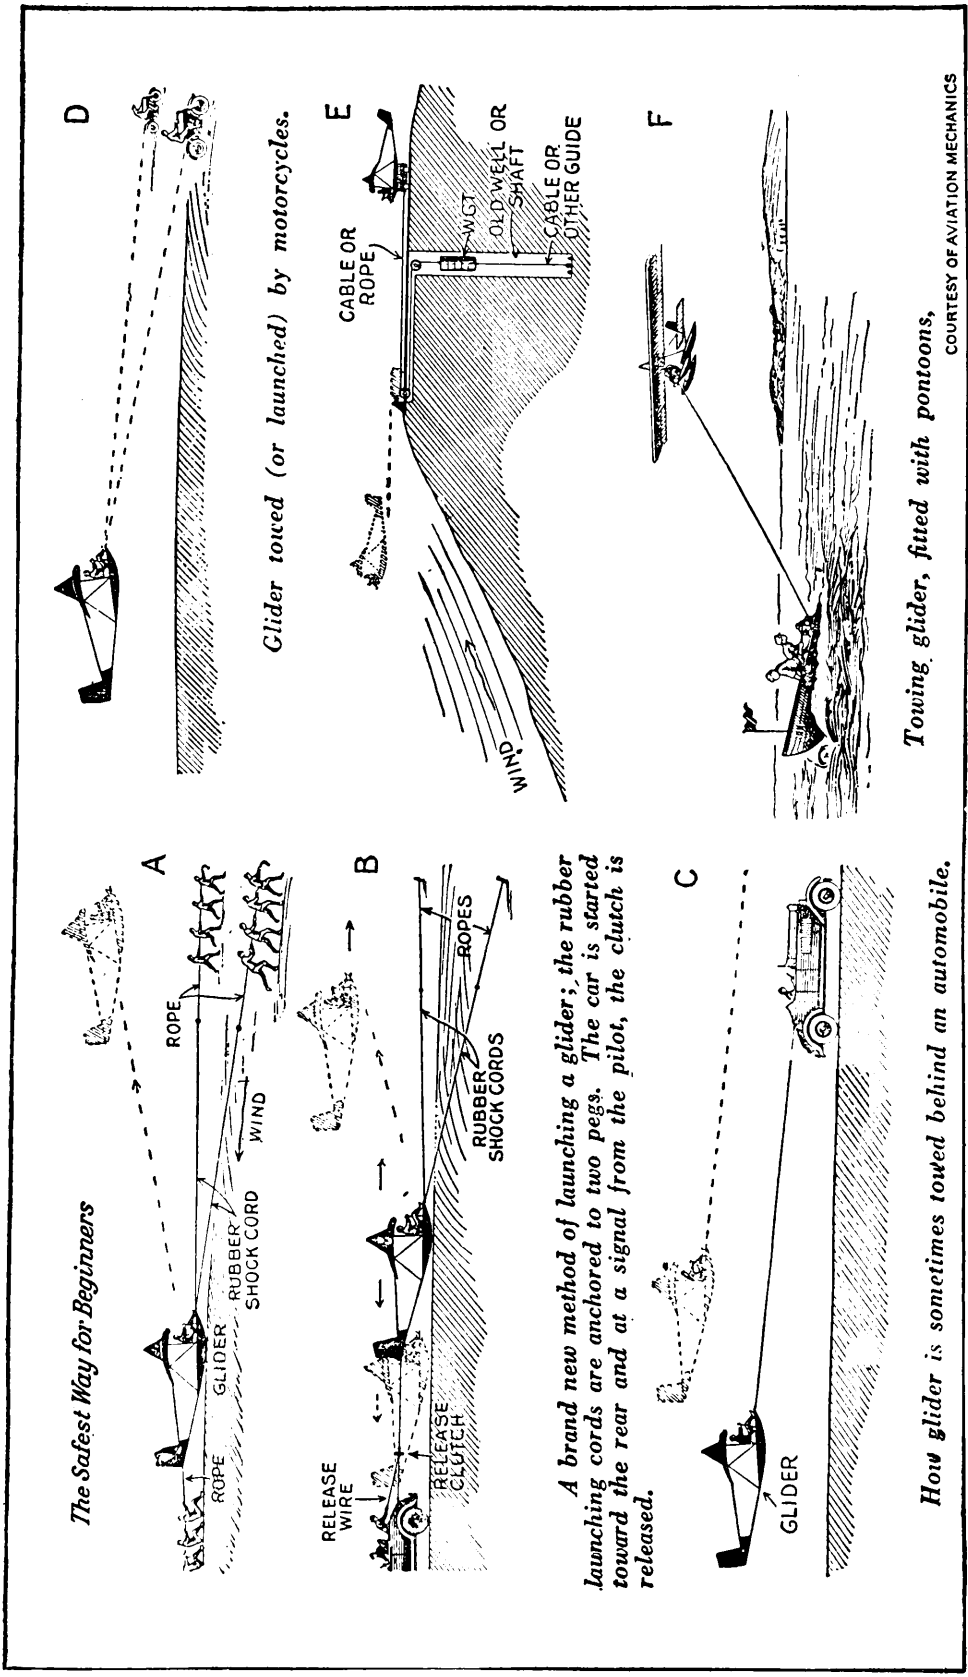 The Safest Way for Beginners
A
ROPE
WIND
RUBBER
SHOCK CORD
GLIDER
ROPE
B
RELEASE
WIRE
RELEASE
CLUTCH
RUBBER
SHOCK CORDS
ROPES
A brand new method of launching a glider; the rubber
launching cords are anchored to two pegs. The car is started
toward the rear and at a signal from the pilot, the clutch is
released.
C
GLIDER
How glider is sometimes towed behind an automobile.
D
Glider towed (or launched) by motorcycles.
E
CABLE OR
ROPE
WGT
OLD WELL OR
SHAFT
CABLE OR
OTHER GUIDE
WIND
F
Towing glider, fitted with pontoons,
COURTESY OF AVIATION MECHANICS